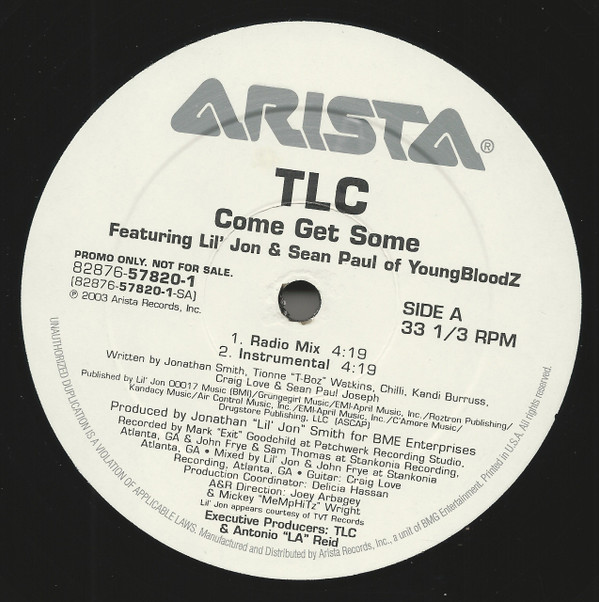 ARISTA®
TLC
Come Get Some
Featuring Lil' Jon & Sean Paul of YoungBloodZ
PROMO ONLY. NOT FOR SALE.
82876-57820-1
(82876-57820-1-SA)
℗ 2003 Arista Records, Inc.
SIDE A
33 1/3 RPM
1. Radio Mix 4:19
2. Instrumental 4:19
Written by Jonathan Smith, Tionne "T-Boz" Watkins, Chilli, Kandi Burruss,
Craig Love & Sean Paul Joseph
Published by Lil' Jon 00017 Music (BMI)/Grungegirl Music/EMI-April Music, Inc./Roztron Publishing/
Kandacy Music/Air Control Music, Inc./EMI-April Music, Inc./C'Amore Music/
Drugstore Publishing, LLC (ASCAP)
Produced by Jonathan "Lil' Jon" Smith for BME Enterprises
Recorded by Mark "Exit" Goodchild at Patchwerk Recording Studio,
Atlanta, GA & John Frye & Sam Thomas at Stankonia Recording,
Atlanta, GA • Mixed by Lil' Jon & John Frye at Stankonia
Recording, Atlanta, GA • Guitar: Craig Love
Production Coordinator: Delicia Hassan
A&R Direction: Joey Arbagey
& Mickey "MeMpHiTz" Wright
Lil' Jon appears courtesy of TVT Records
Executive Producers: TLC
& Antonio "LA" Reid
UNAUTHORIZED DUPLICATION IS A VIOLATION OF APPLICABLE LAWS. Manufactured and Distributed by Arista Records, Inc., a unit of BMG Entertainment. Printed in U.S.A. All rights reserved.